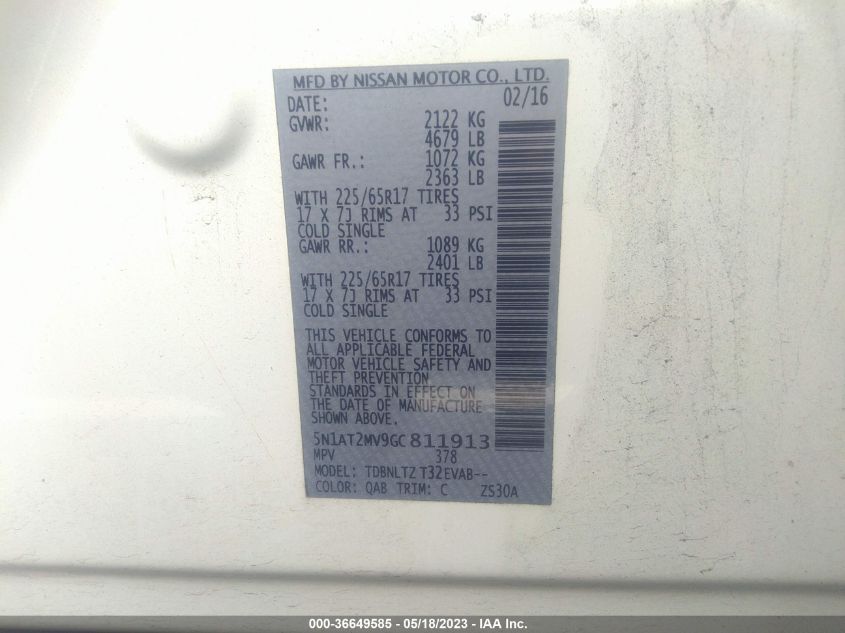 MFD BY NISSAN MOTOR CO., LTD.
DATE: 02/16
GVWR: 2122 KG
4679 LB
GAWR FR.: 1072 KG
2363 LB
WITH 225/65R17 TIRES
17 X 7J RIMS AT 33 PSI
COLD SINGLE
GAWR RR.: 1089 KG
2401 LB
WITH 225/65R17 TIRES
17 X 7J RIMS AT 33 PSI
COLD SINGLE
THIS VEHICLE CONFORMS TO
ALL APPLICABLE FEDERAL
MOTOR VEHICLE SAFETY AND
THEFT PREVENTION
STANDARDS IN EFFECT ON
THE DATE OF MANUFACTURE
SHOWN ABOVE.
5N1AT2MV9GC811913
MPV 378
MODEL: TDBNLTZ T32EVAB--
COLOR: QAB TRIM: C ZS30A
000-36649585 - 05/18/2023 - IAA Inc.